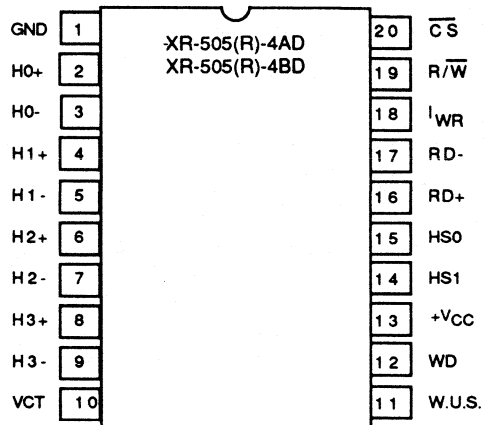 XR-505(R)-4AD
XR-505(R)-4BD
GND 1 20 C̅S̅
H0+ 2 19 R/W̅
H0- 3 18 IWR
H1+ 4 17 RD-
H1- 5 16 RD+
H2+ 6 15 HS0
H2- 7 14 HS1
H3+ 8 13 +VCC
H3- 9 12 WD
VCT 10 11 W.U.S.